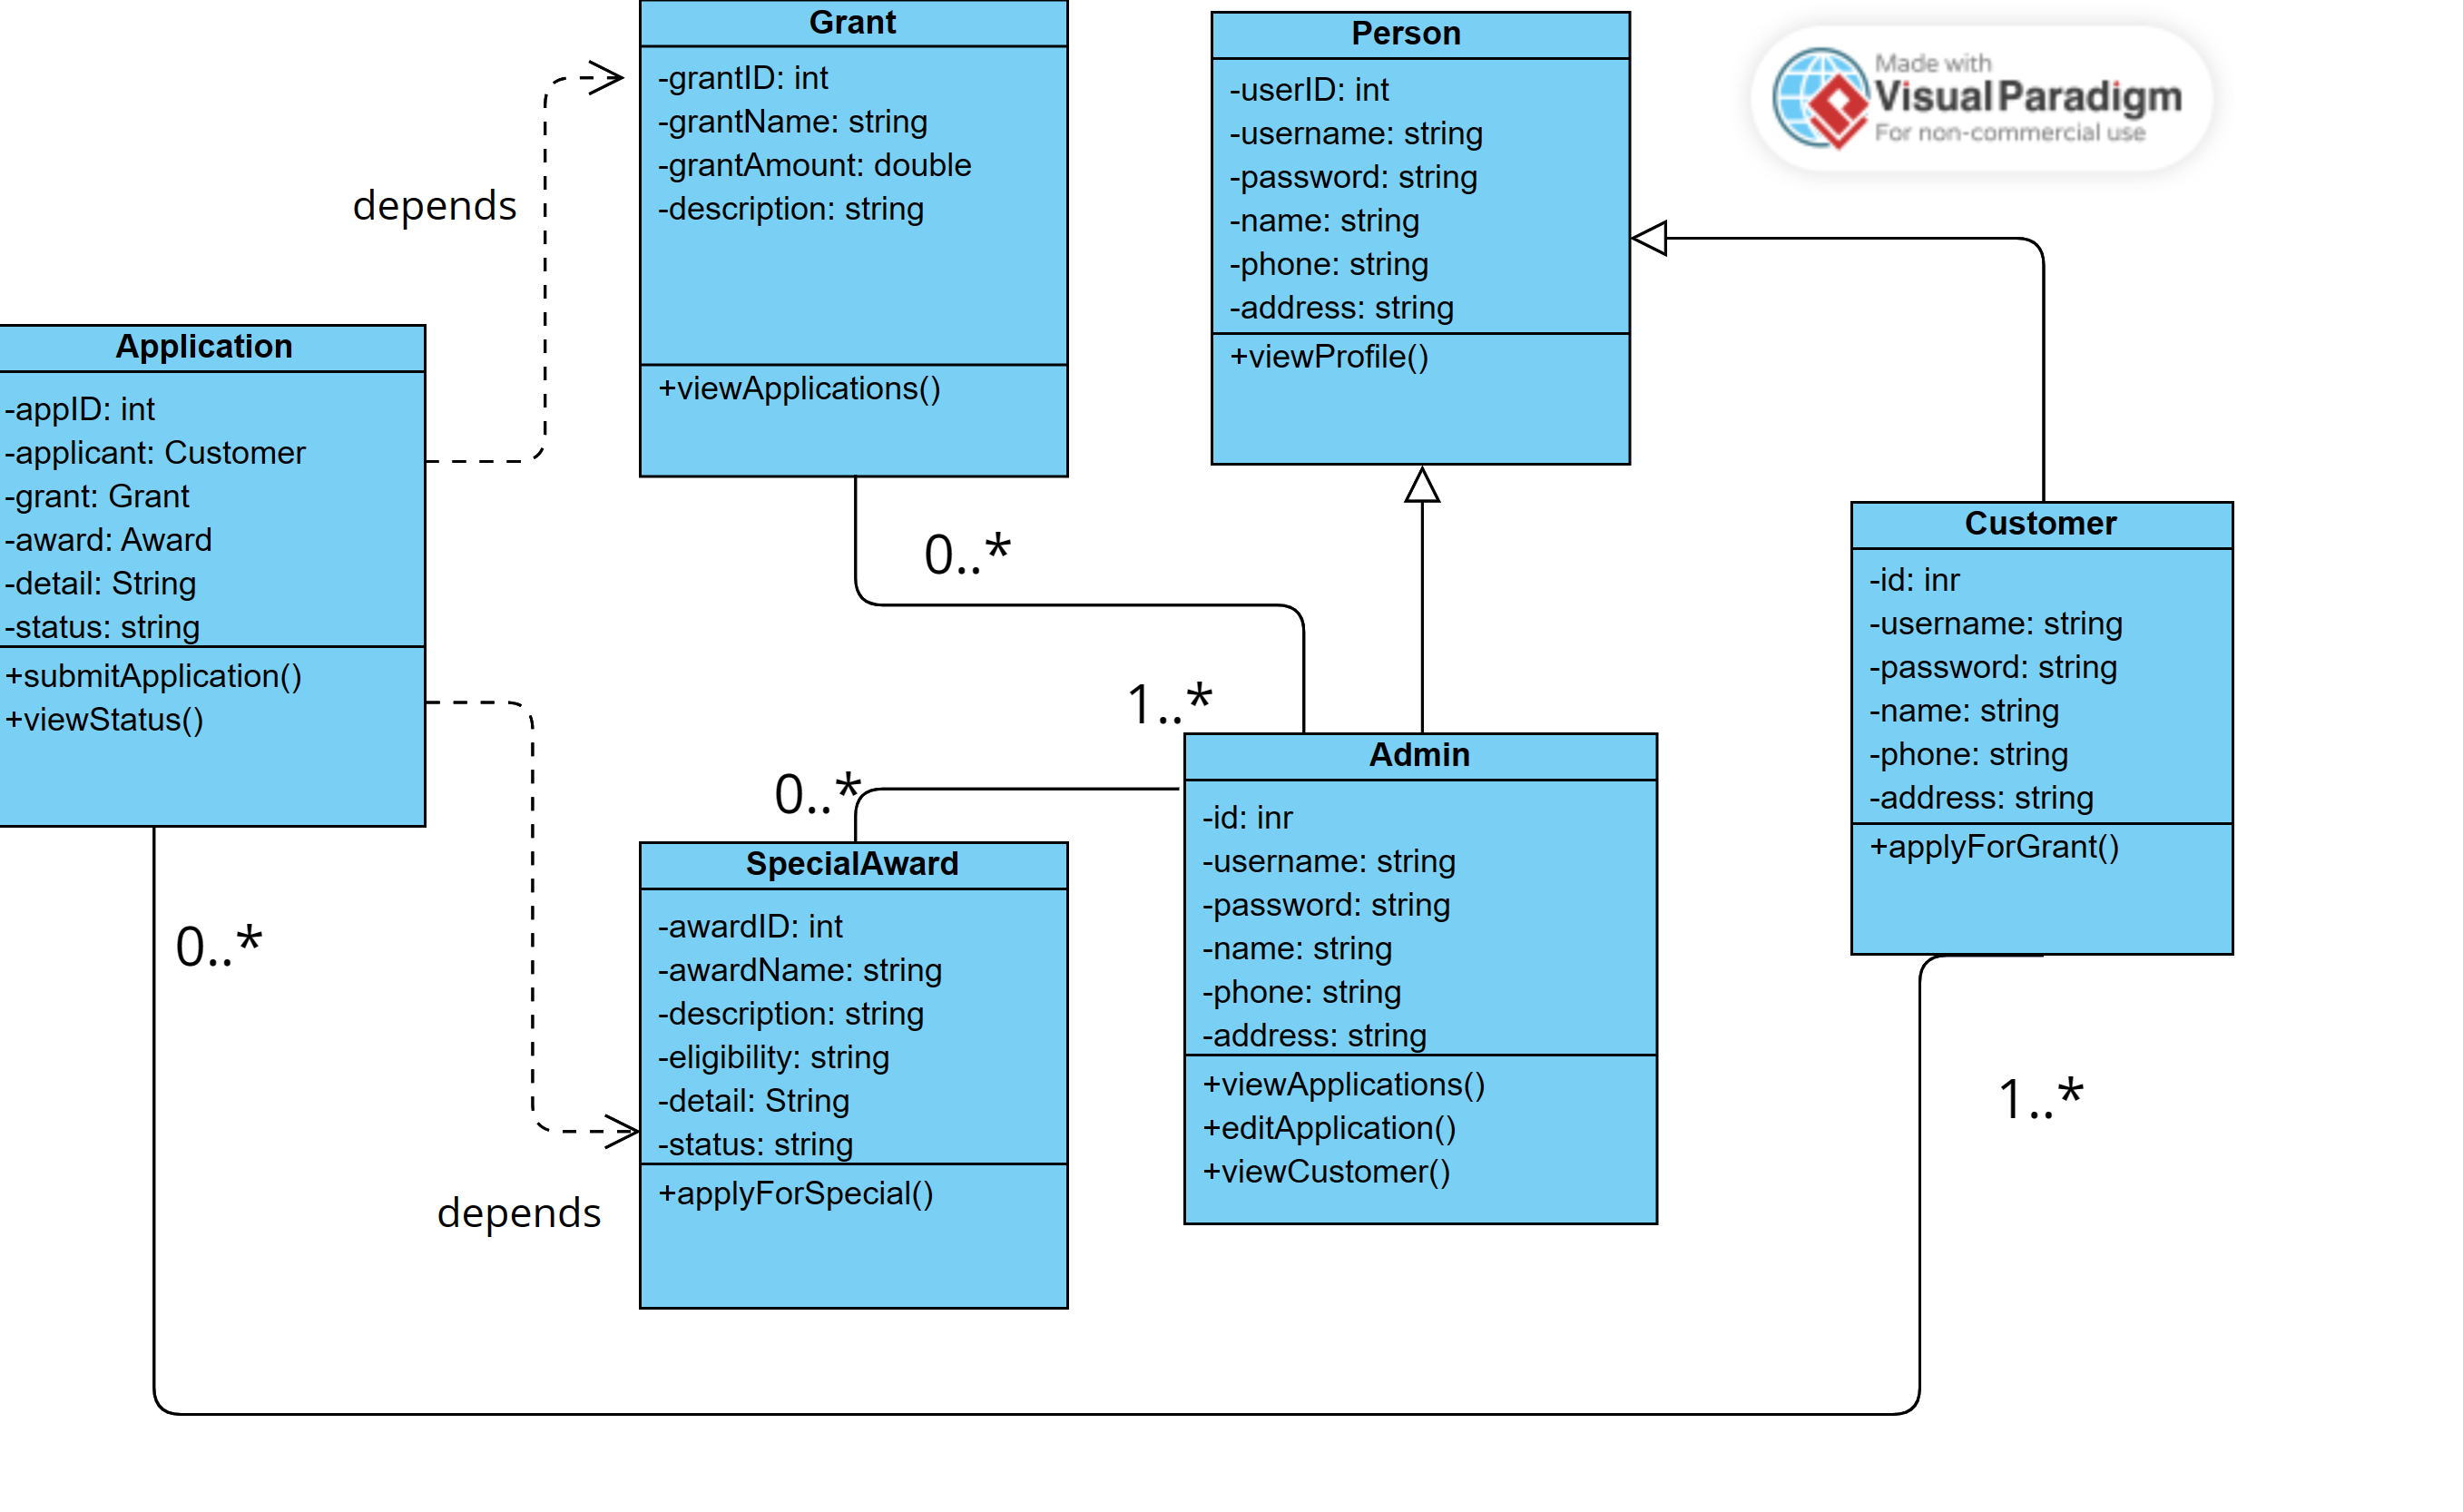 Grant
-grantID: int
-grantName: string
-grantAmount: double
-description: string
+viewApplications()
Person
-userID: int
-username: string
-password: string
-name: string
-phone: string
-address: string
+viewProfile()
Made with
Visual Paradigm
For non-commercial use
depends
Application
-appID: int
-applicant: Customer
-grant: Grant
-award: Award
-detail: String
-status: string
+submitApplication()
+viewStatus()
0..*
1..*
0..*
Customer
-id: inr
-username: string
-password: string
-name: string
-phone: string
-address: string
+applyForGrant()
Admin
-id: inr
-username: string
-password: string
-name: string
-phone: string
-address: string
+viewApplications()
+editApplication()
+viewCustomer()
SpecialAward
-awardID: int
-awardName: string
-description: string
-eligibility: string
-detail: String
-status: string
+applyForSpecial()
0..*
1..*
depends